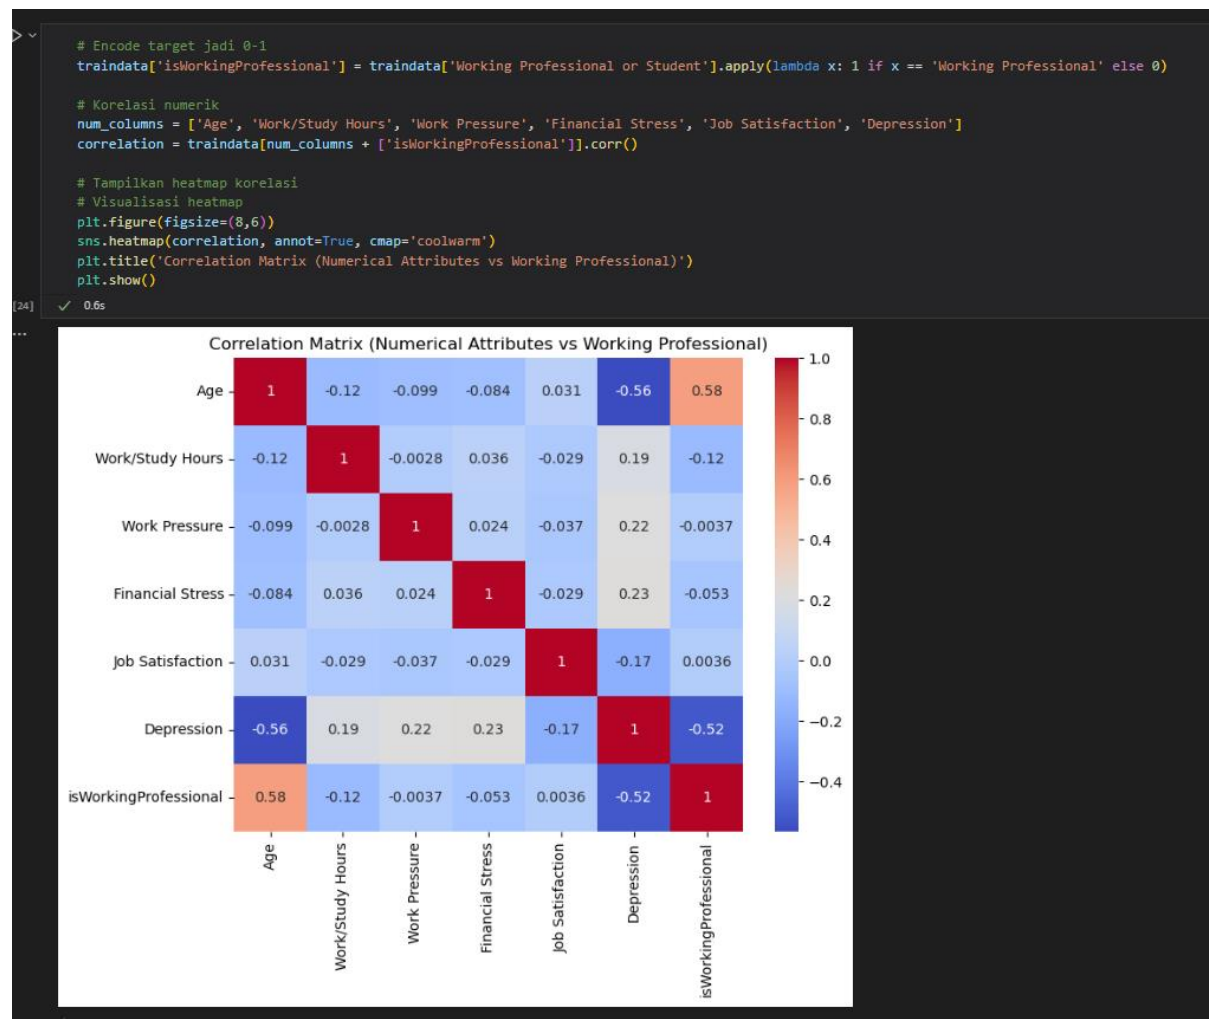 # Encode target jadi 0-1
traindata['isWorkingProfessional'] = traindata['Working Professional or Student'].apply(lambda x: 1 if x == 'Working Professional' else 0)
# Korelasi numerik
num_columns = ['Age', 'Work/Study Hours', 'Work Pressure', 'Financial Stress', 'Job Satisfaction', 'Depression']
correlation = traindata[num_columns + ['isWorkingProfessional']].corr()
# Tampilkan heatmap korelasi
# Visualisasi heatmap
plt.figure(figsize=(8,6))
sns.heatmap(correlation, annot=True, cmap='coolwarm')
plt.title('Correlation Matrix (Numerical Attributes vs Working Professional)')
plt.show()
[24] ✓ 0.6s
...
Correlation Matrix (Numerical Attributes vs Working Professional)
Age 1 -0.12 -0.099 -0.084 0.031 -0.56 0.58
Work/Study Hours -0.12 1 -0.0028 0.036 -0.029 0.19 -0.12
Work Pressure -0.099 -0.0028 1 0.024 -0.037 0.22 -0.0037
Financial Stress -0.084 0.036 0.024 1 -0.029 0.23 -0.053
Job Satisfaction 0.031 -0.029 -0.037 -0.029 1 -0.17 0.0036
Depression -0.56 0.19 0.22 0.23 -0.17 1 -0.52
isWorkingProfessional 0.58 -0.12 -0.0037 -0.053 0.0036 -0.52 1
Age
Work/Study Hours
Work Pressure
Financial Stress
Job Satisfaction
Depression
isWorkingProfessional
1.0
0.8
0.6
0.4
0.2
0.0
−0.2
−0.4